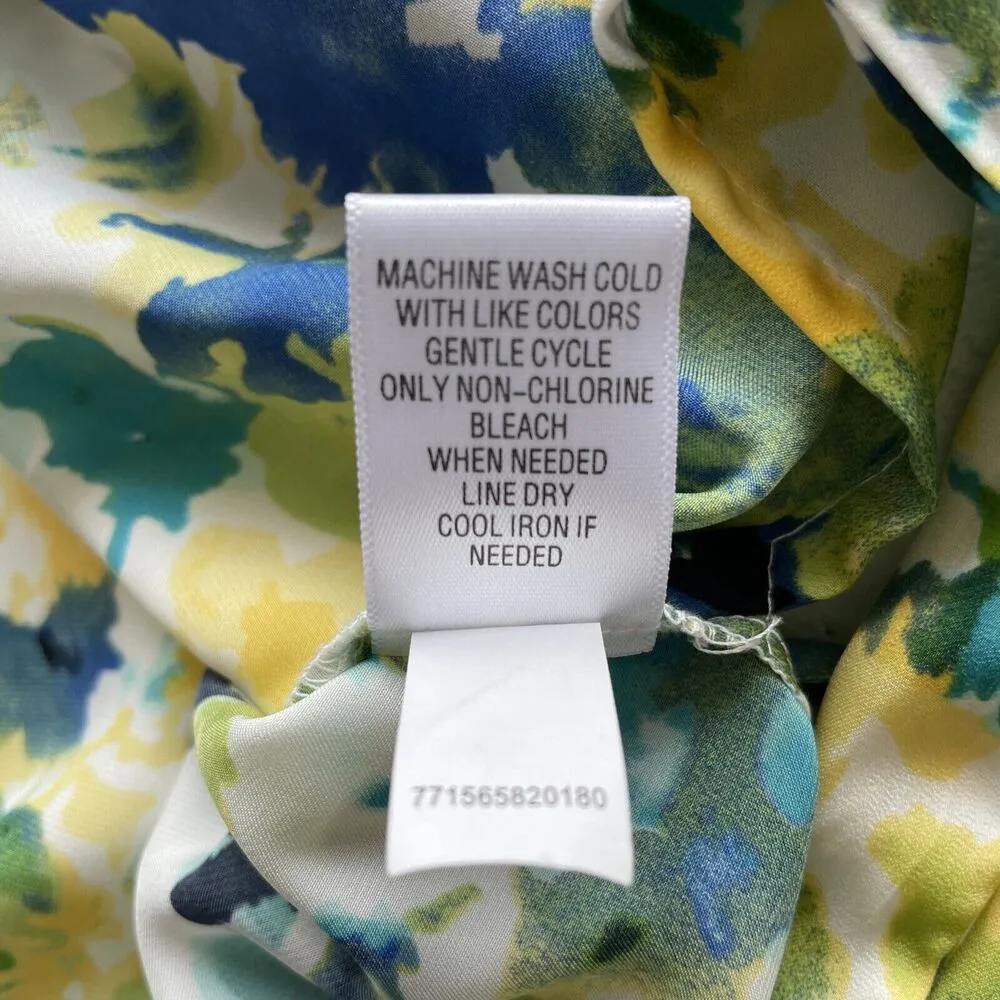 MACHINE WASH COLD
WITH LIKE COLORS
GENTLE CYCLE
ONLY NON-CHLORINE
BLEACH
WHEN NEEDED
LINE DRY
COOL IRON IF
NEEDED
771565820180